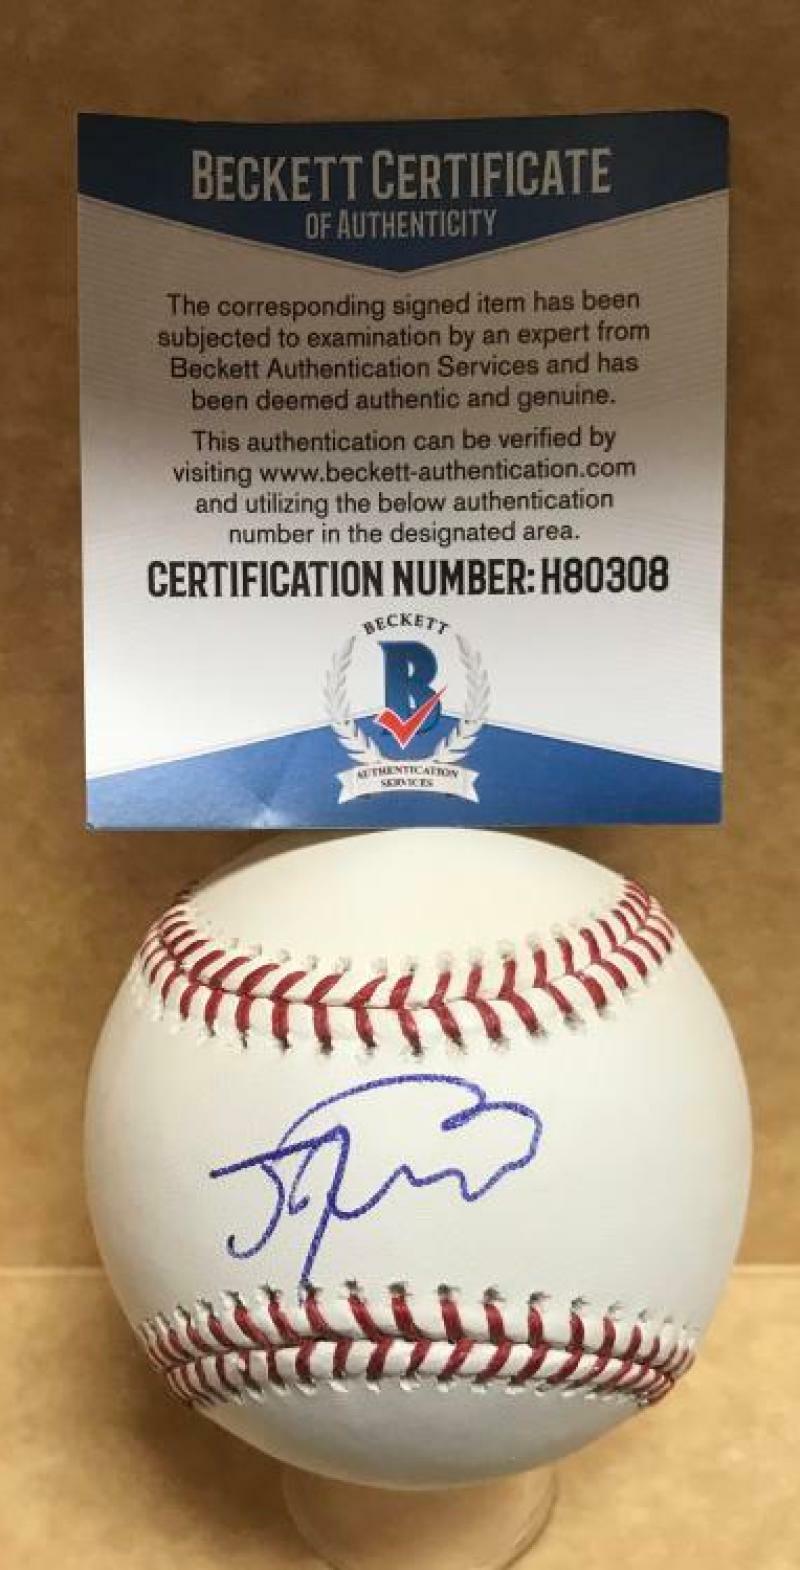 BECKETT CERTIFICATE
OF AUTHENTICITY
The corresponding signed item has been
subjected to examination by an expert from
Beckett Authentication Services and has
been deemed authentic and genuine.
This authentication can be verified by
visiting www.beckett-authentication.com
and utilizing the below authentication
number in the designated area.
CERTIFICATION NUMBER: H80308
BECKETT
B
AUTHENTICATION
SERVICES